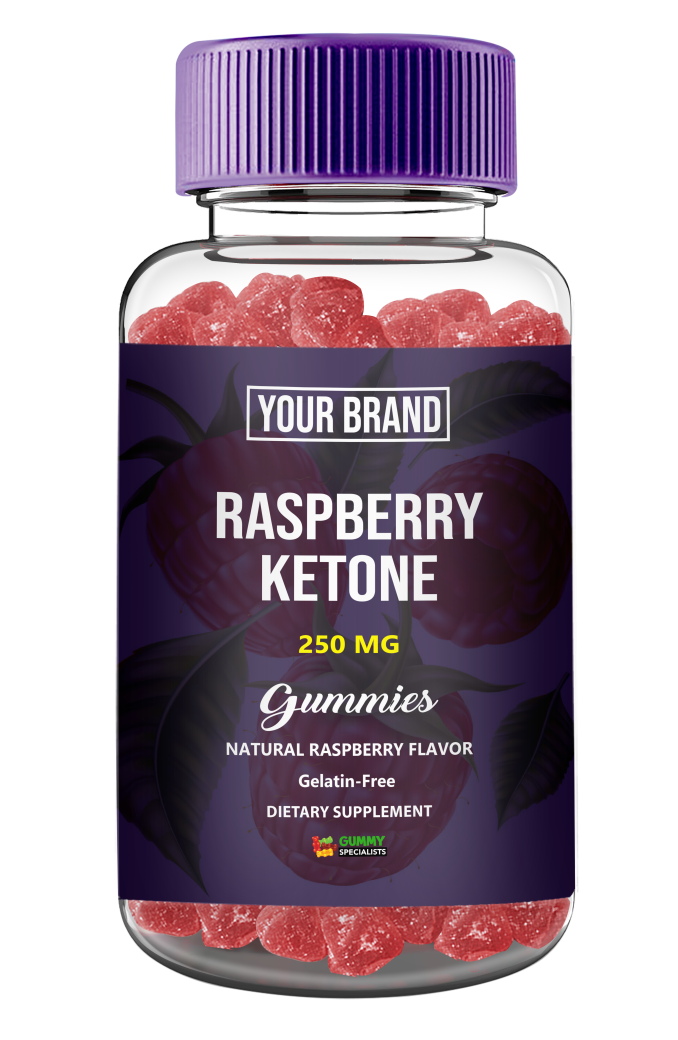 YOUR BRAND
RASPBERRY
KETONE
250 MG
Gummies
NATURAL RASPBERRY FLAVOR
Gelatin-Free
DIETARY SUPPLEMENT
GUMMY
SPECIALISTS